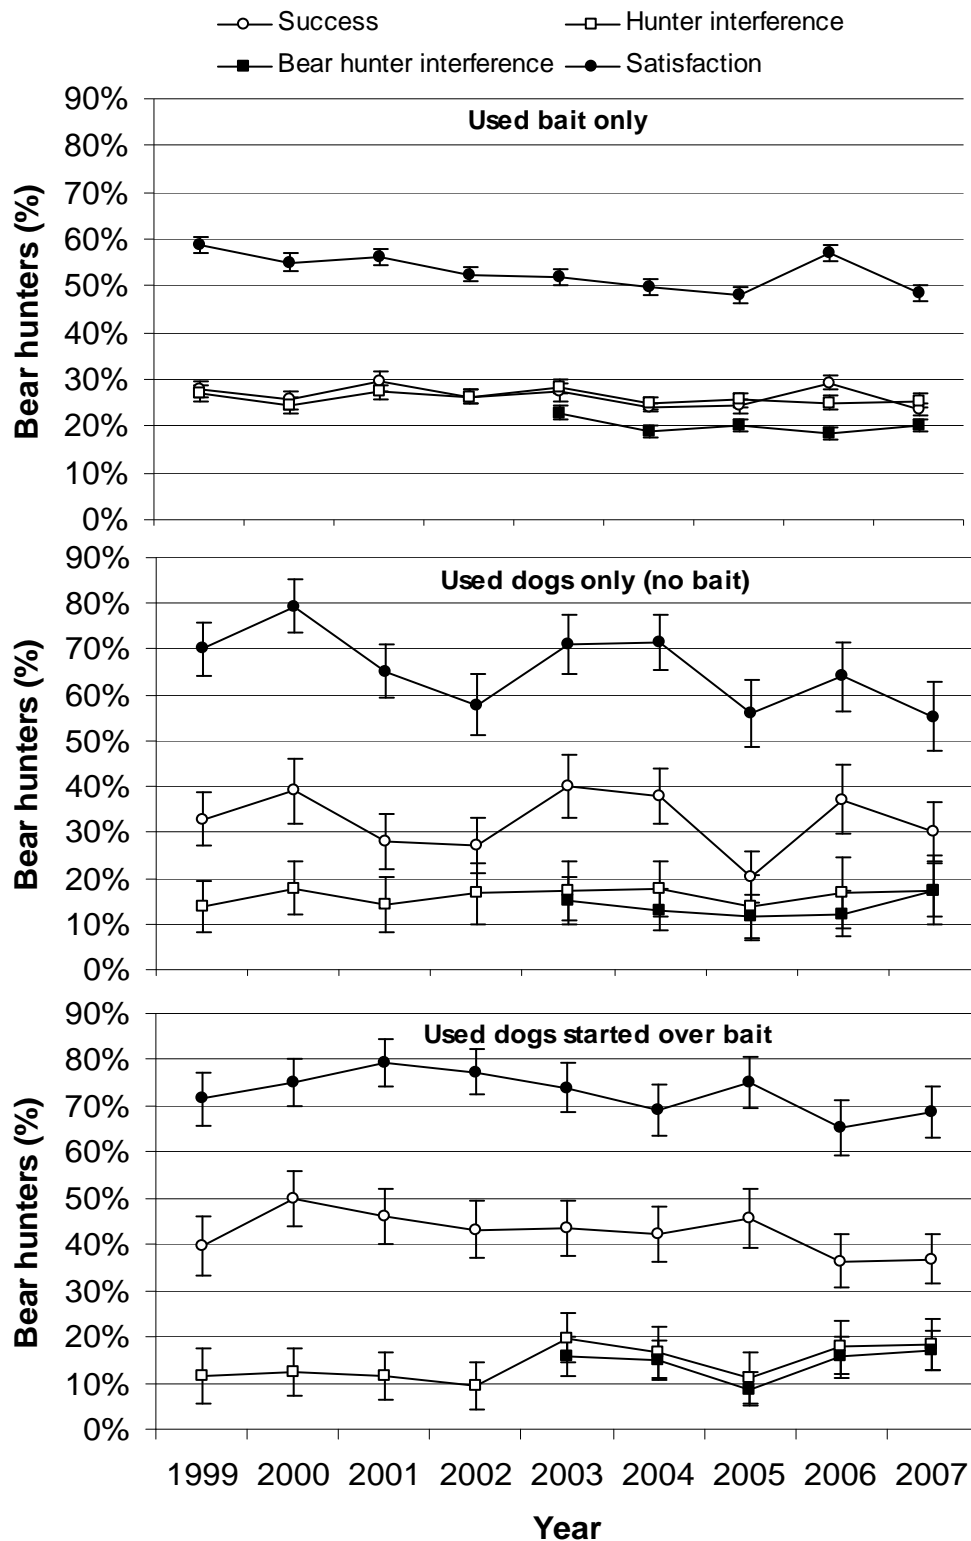 Success
Hunter interference
Bear hunter interference
Satisfaction
Used bait only
Bear hunters (%)
90%
80%
70%
60%
50%
40%
30%
20%
10%
0%
Used dogs only (no bait)
Bear hunters (%)
90%
80%
70%
60%
50%
40%
30%
20%
10%
0%
Used dogs started over bait
Bear hunters (%)
90%
80%
70%
60%
50%
40%
30%
20%
10%
0%
1999 2000 2001 2002 2003 2004 2005 2006 2007
Year